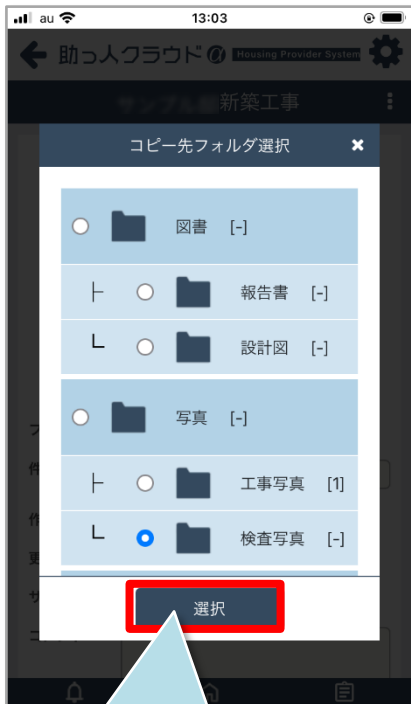 au 13:03
助っ人クラウド Housing Provider System
新築工事
コピー先フォルダ選択
図書 [-]
├ 報告書 [-]
└ 設計図 [-]
写真 [-]
├ 工事写真 [1]
└ 検査写真 [-]
選択